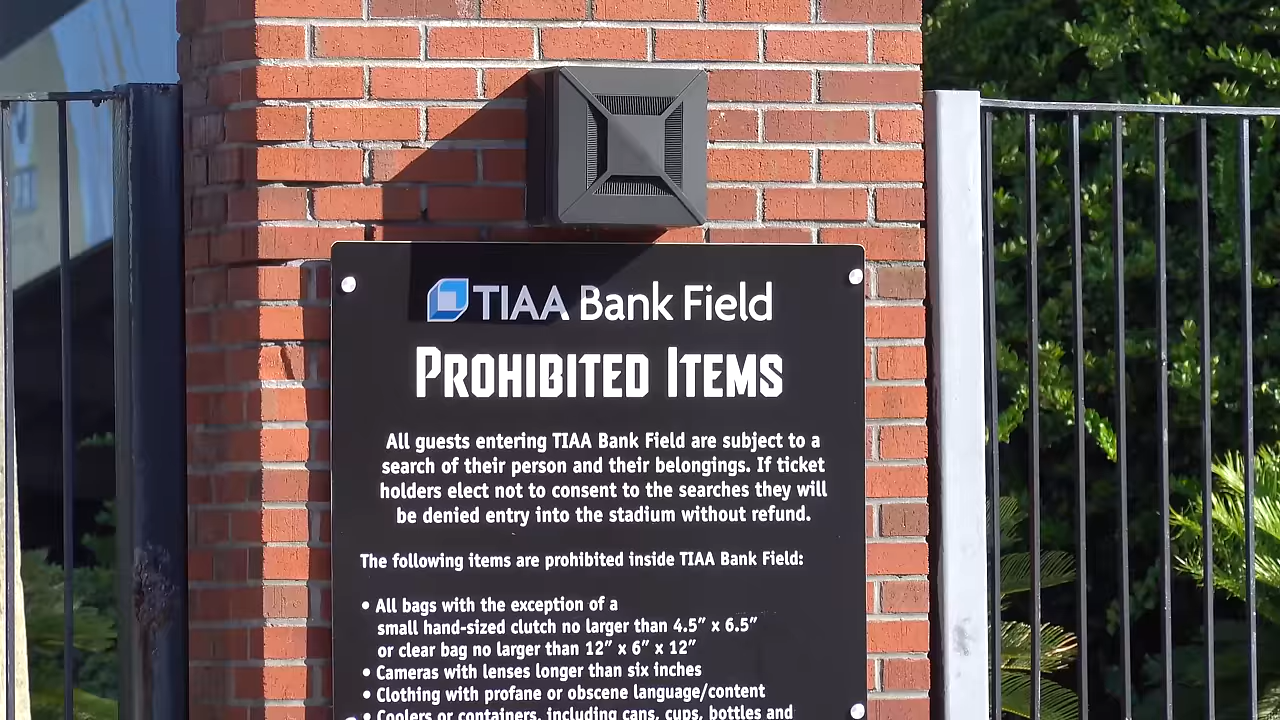 TIAA Bank Field
PROHIBITED ITEMS
All guests entering TIAA Bank Field are subject to a
search of their person and their belongings. If ticket
holders elect not to consent to the searches they will
be denied entry into the stadium without refund.
The following items are prohibited inside TIAA Bank Field:
• All bags with the exception of a
small hand-sized clutch no larger than 4.5” x 6.5”
or clear bag no larger than 12” x 6” x 12”
• Cameras with lenses longer than six inches
• Clothing with profane or obscene language/content
• Coolers or containers, including cans, cups, bottles and